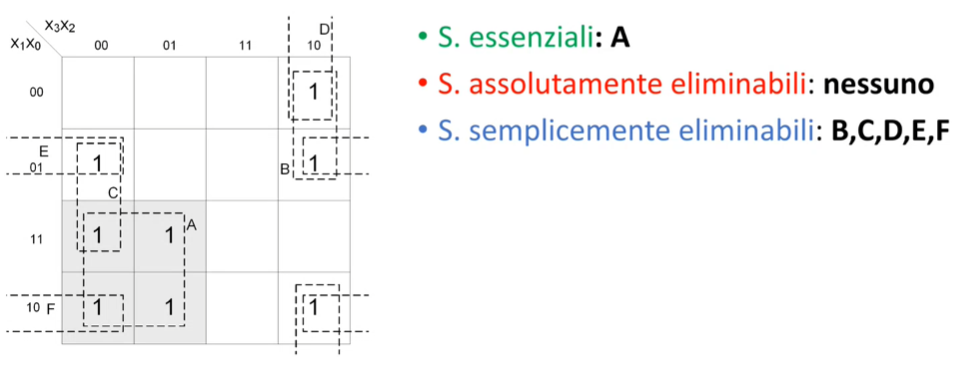 X3X2
X1X0
00 01 11 10
D
00 1
E
01 1 B 1
C
11 1 1 A
10 F 1 1 1
• S. essenziali: A
• S. assolutamente eliminabili: nessuno
• S. semplicemente eliminabili: B,C,D,E,F